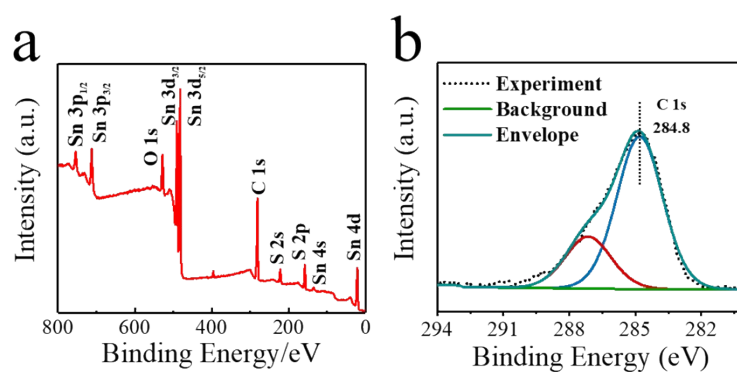 a
Sn 3p1/2
Sn 3p3/2
O 1s
Sn 3d3/2
Sn 3d5/2
C 1s
S 2s
S 2p
Sn 4s
Sn 4d
Intensity (a.u.)
800 600 400 200 0
Binding Energy/eV
b
Experiment
Background
Envelope
C 1s
284.8
Intensity (a.u.)
294 291 288 285 282
Binding Energy (eV)